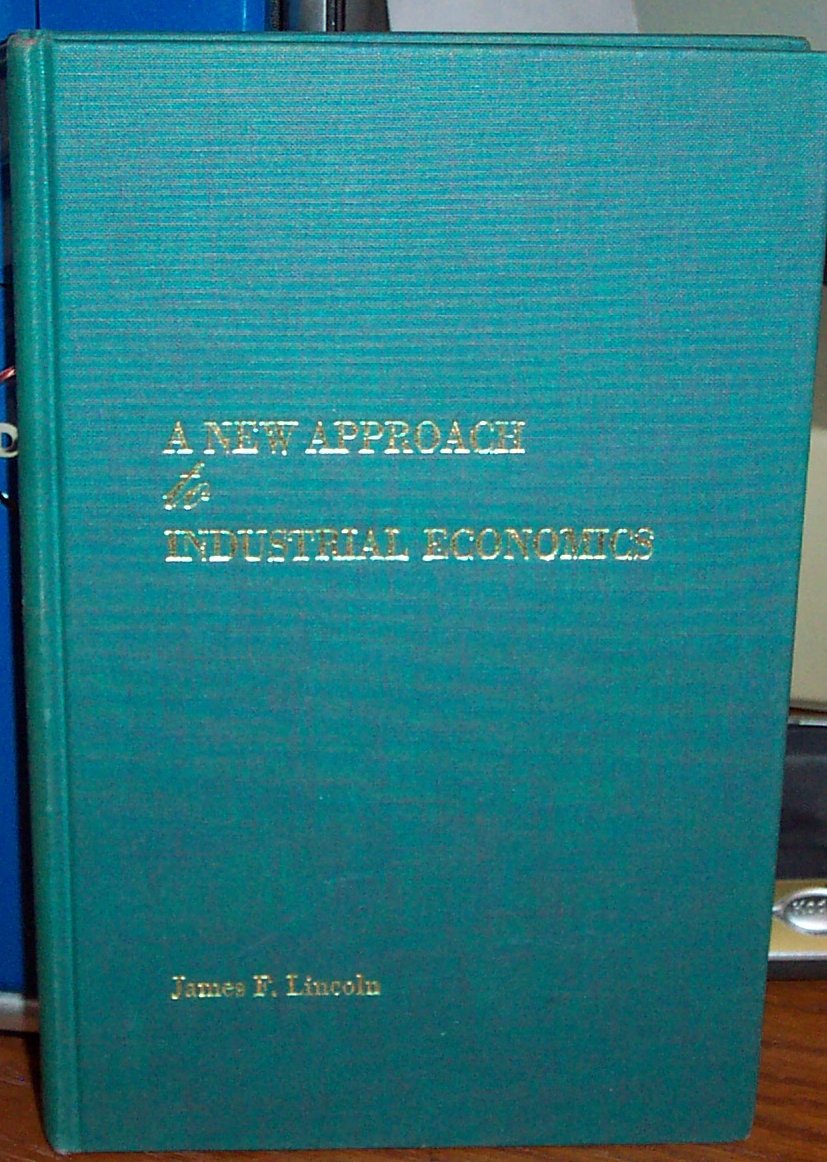 A NEW APPROACH
to
INDUSTRIAL ECONOMICS
James F. Lincoln